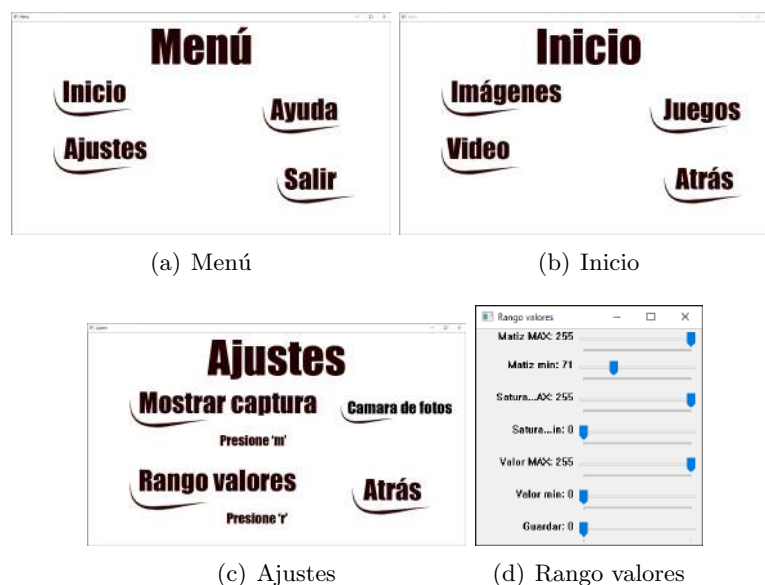 Menú
Inicio
Ayuda
Ajustes
Salir
(a) Menú
Inicio
Imágenes
Juegos
Video
Atrás
(b) Inicio
Ajustes
Mostrar captura
Camara de fotos
Presione 'm'
Rango valores
Atrás
Presione 'r'
(c) Ajustes
Rango valores
Matiz MAX: 255
Matiz min: 71
Satura...AX: 255
Satura...in: 0
Valor MAX: 255
Valor min: 0
Guardar: 0
(d) Rango valores